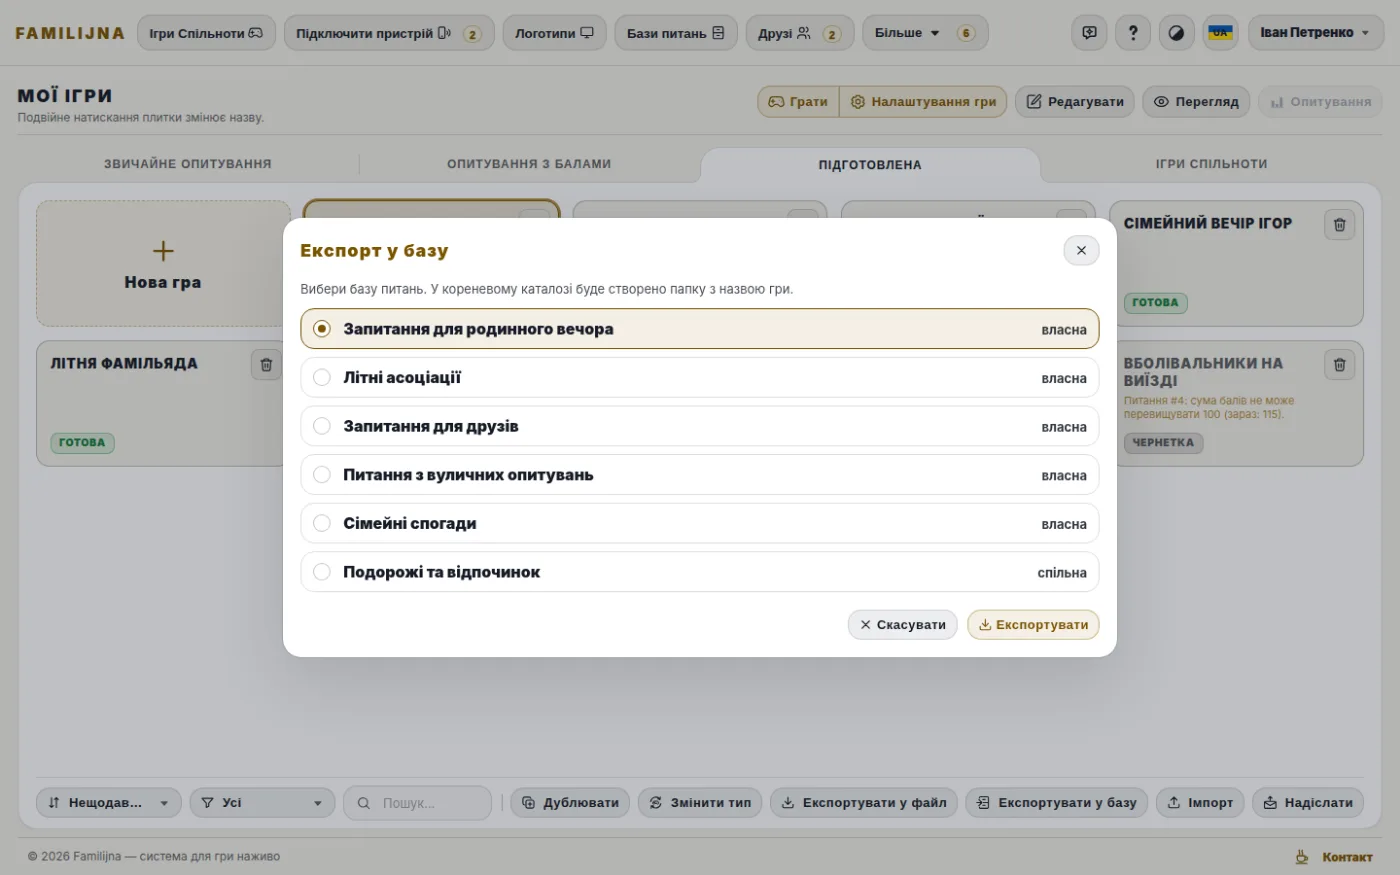 FAMILIJNA
Ігри Спільноти
Підключити пристрій 2
Логотипи
Бази питань
Друзі 2
Більше 6
?
UA
Іван Петренко
МОЇ ІГРИ
Подвійне натискання плитки змінює назву.
Грати
Налаштування гри
Редагувати
Перегляд
Опитування
ЗВИЧАЙНЕ ОПИТУВАННЯ
ОПИТУВАННЯ З БАЛАМИ
ПІДГОТОВЛЕНА
ІГРИ СПІЛЬНОТИ
Нова гра
СІМЕЙНИЙ ВЕЧІР ІГОР
ГОТОВА
ЛІТНЯ ФАМІЛЬЯДА
ГОТОВА
ВБОЛІВАЛЬНИКИ НА
ВИЇЗДІ
Питання #4: сума балів не може
перевищувати 100 (зараз: 115).
ЧЕРНЕТКА
Експорт у базу
Вибери базу питань. У кореневому каталозі буде створено папку з назвою гри.
Запитання для родинного вечора власна
Літні асоціації власна
Запитання для друзів власна
Питання з вуличних опитувань власна
Сімейні спогади власна
Подорожі та відпочинок спільна
Скасувати
Експортувати
Нещодав...
Усі
Пошук...
Дублювати
Змінити тип
Експортувати у файл
Експортувати у базу
Імпорт
Надіслати
© 2026 Familijna — система для гри наживо
Контакт